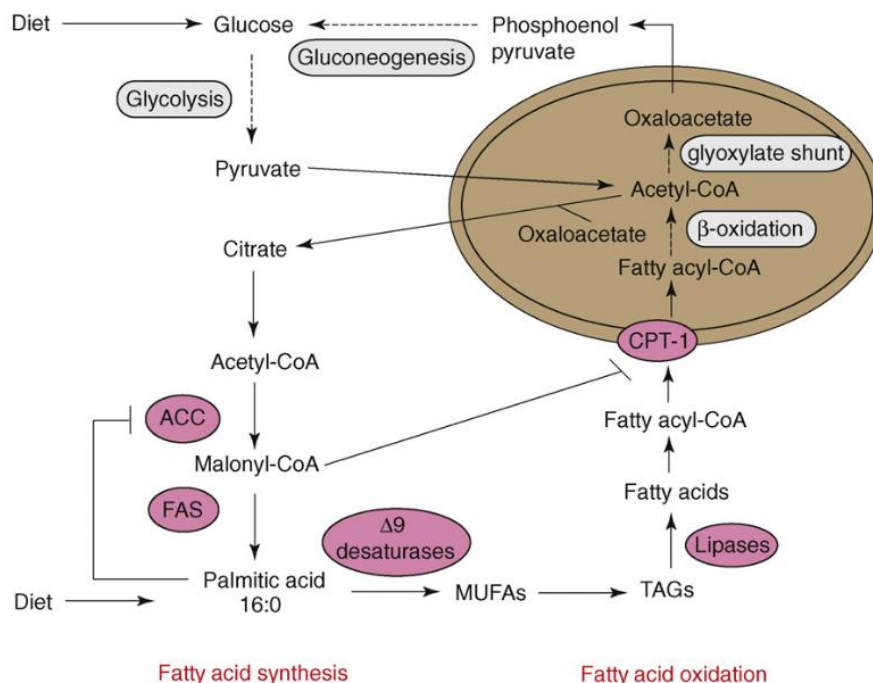 Diet
Glucose
Phosphoenol
pyruvate
Gluconeogenesis
Glycolysis
Oxaloacetate
glyoxylate shunt
Pyruvate
Acetyl-CoA
Oxaloacetate
β-oxidation
Citrate
Fatty acyl-CoA
CPT-1
Acetyl-CoA
ACC
Fatty acyl-CoA
Malonyl-CoA
Fatty acids
FAS
Δ9
desaturases
Lipases
Palmitic acid
16:0
Diet
MUFAs
TAGs
Fatty acid synthesis
Fatty acid oxidation